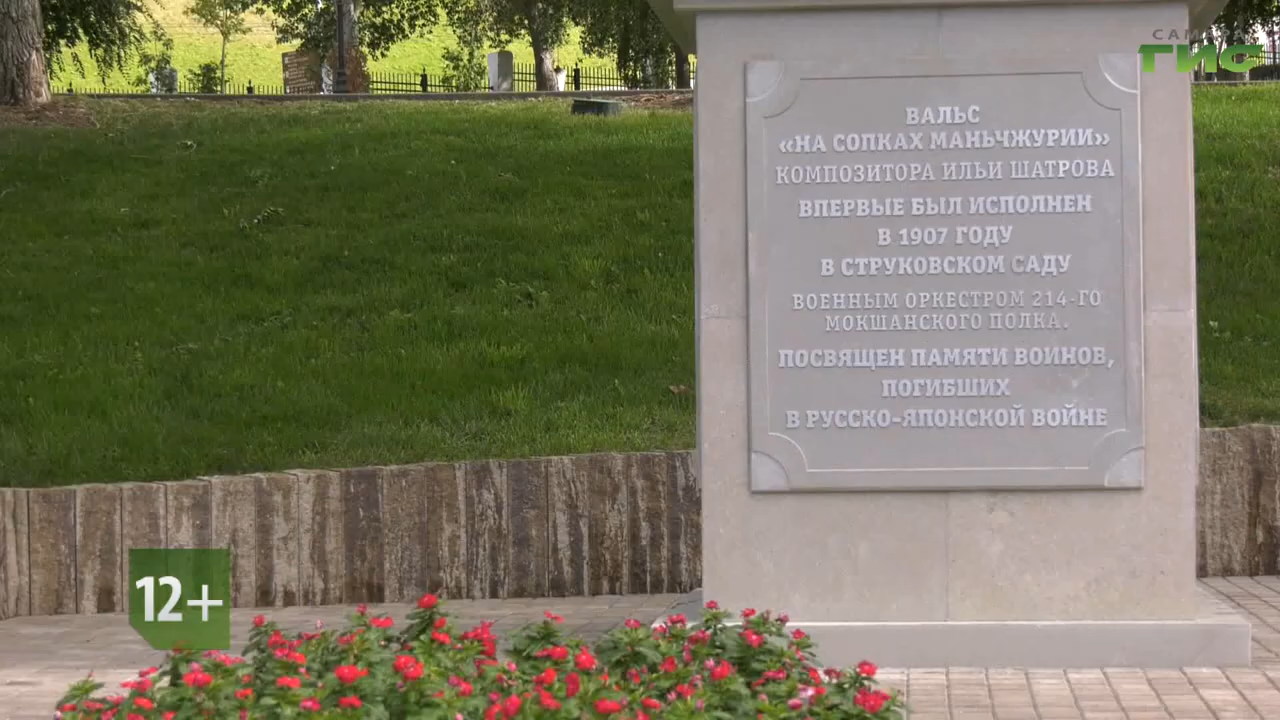 САМАРА
ГИС
ВАЛЬС
«НА СОПКАХ МАНЬЧЖУРИИ»
КОМПОЗИТОРА ИЛЬИ ШАТРОВА
ВПЕРВЫЕ БЫЛ ИСПОЛНЕН
В 1907 ГОДУ
В СТРУКОВСКОМ САДУ
ВОЕННЫМ ОРКЕСТРОМ 214-ГО
МОКШАНСКОГО ПОЛКА.
ПОСВЯЩЕН ПАМЯТИ ВОИНОВ,
ПОГИБШИХ
В РУССКО-ЯПОНСКОЙ ВОЙНЕ
12+